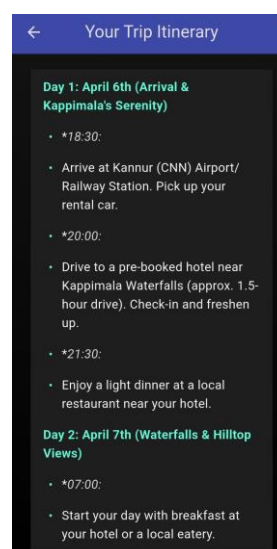 Your Trip Itinerary
Day 1: April 6th (Arrival &
Kappimala's Serenity)
• *18:30:
• Arrive at Kannur (CNN) Airport/
Railway Station. Pick up your
rental car.
• *20:00:
• Drive to a pre-booked hotel near
Kappimala Waterfalls (approx. 1.5-
hour drive). Check-in and freshen
up.
• *21:30:
• Enjoy a light dinner at a local
restaurant near your hotel.
Day 2: April 7th (Waterfalls & Hilltop
Views)
• *07:00:
• Start your day with breakfast at
your hotel or a local eatery.